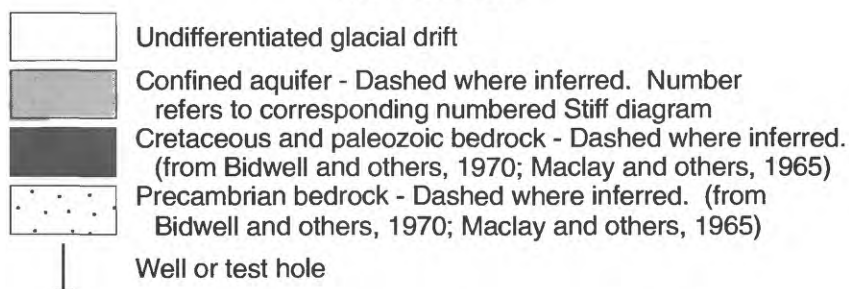 Undifferentiated glacial drift
Confined aquifer - Dashed where inferred. Number
refers to corresponding numbered Stiff diagram
Cretaceous and paleozoic bedrock - Dashed where inferred.
(from Bidwell and others, 1970; Maclay and others, 1965)
Precambrian bedrock - Dashed where inferred. (from
Bidwell and others, 1970; Maclay and others, 1965)
Well or test hole